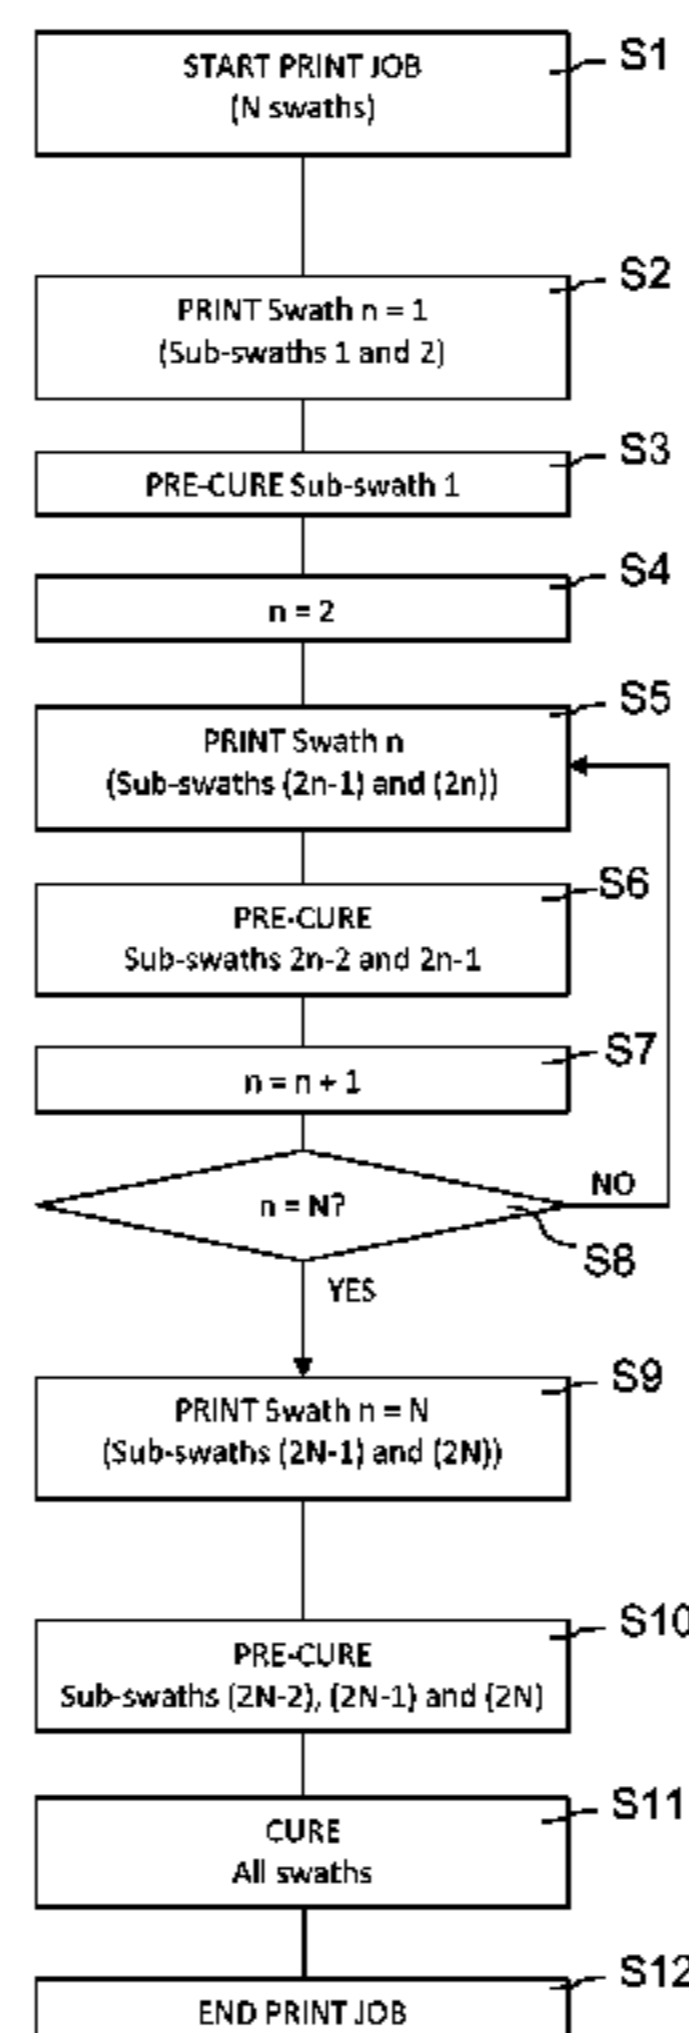 START PRINT JOB
(N swaths)
S1
PRINT Swath n = 1
(Sub-swaths 1 and 2)
S2
PRE-CURE Sub-swath 1
S3
n = 2
S4
PRINT Swath n
(Sub-swaths (2n-1) and (2n))
S5
PRE-CURE
Sub-swaths 2n-2 and 2n-1
S6
n = n + 1
S7
n = N?
NO
S8
YES
PRINT Swath n = N
(Sub-swaths (2N-1) and (2N))
S9
PRE-CURE
Sub-swaths (2N-2), (2N-1) and (2N)
S10
CURE
All swaths
S11
END PRINT JOB
S12